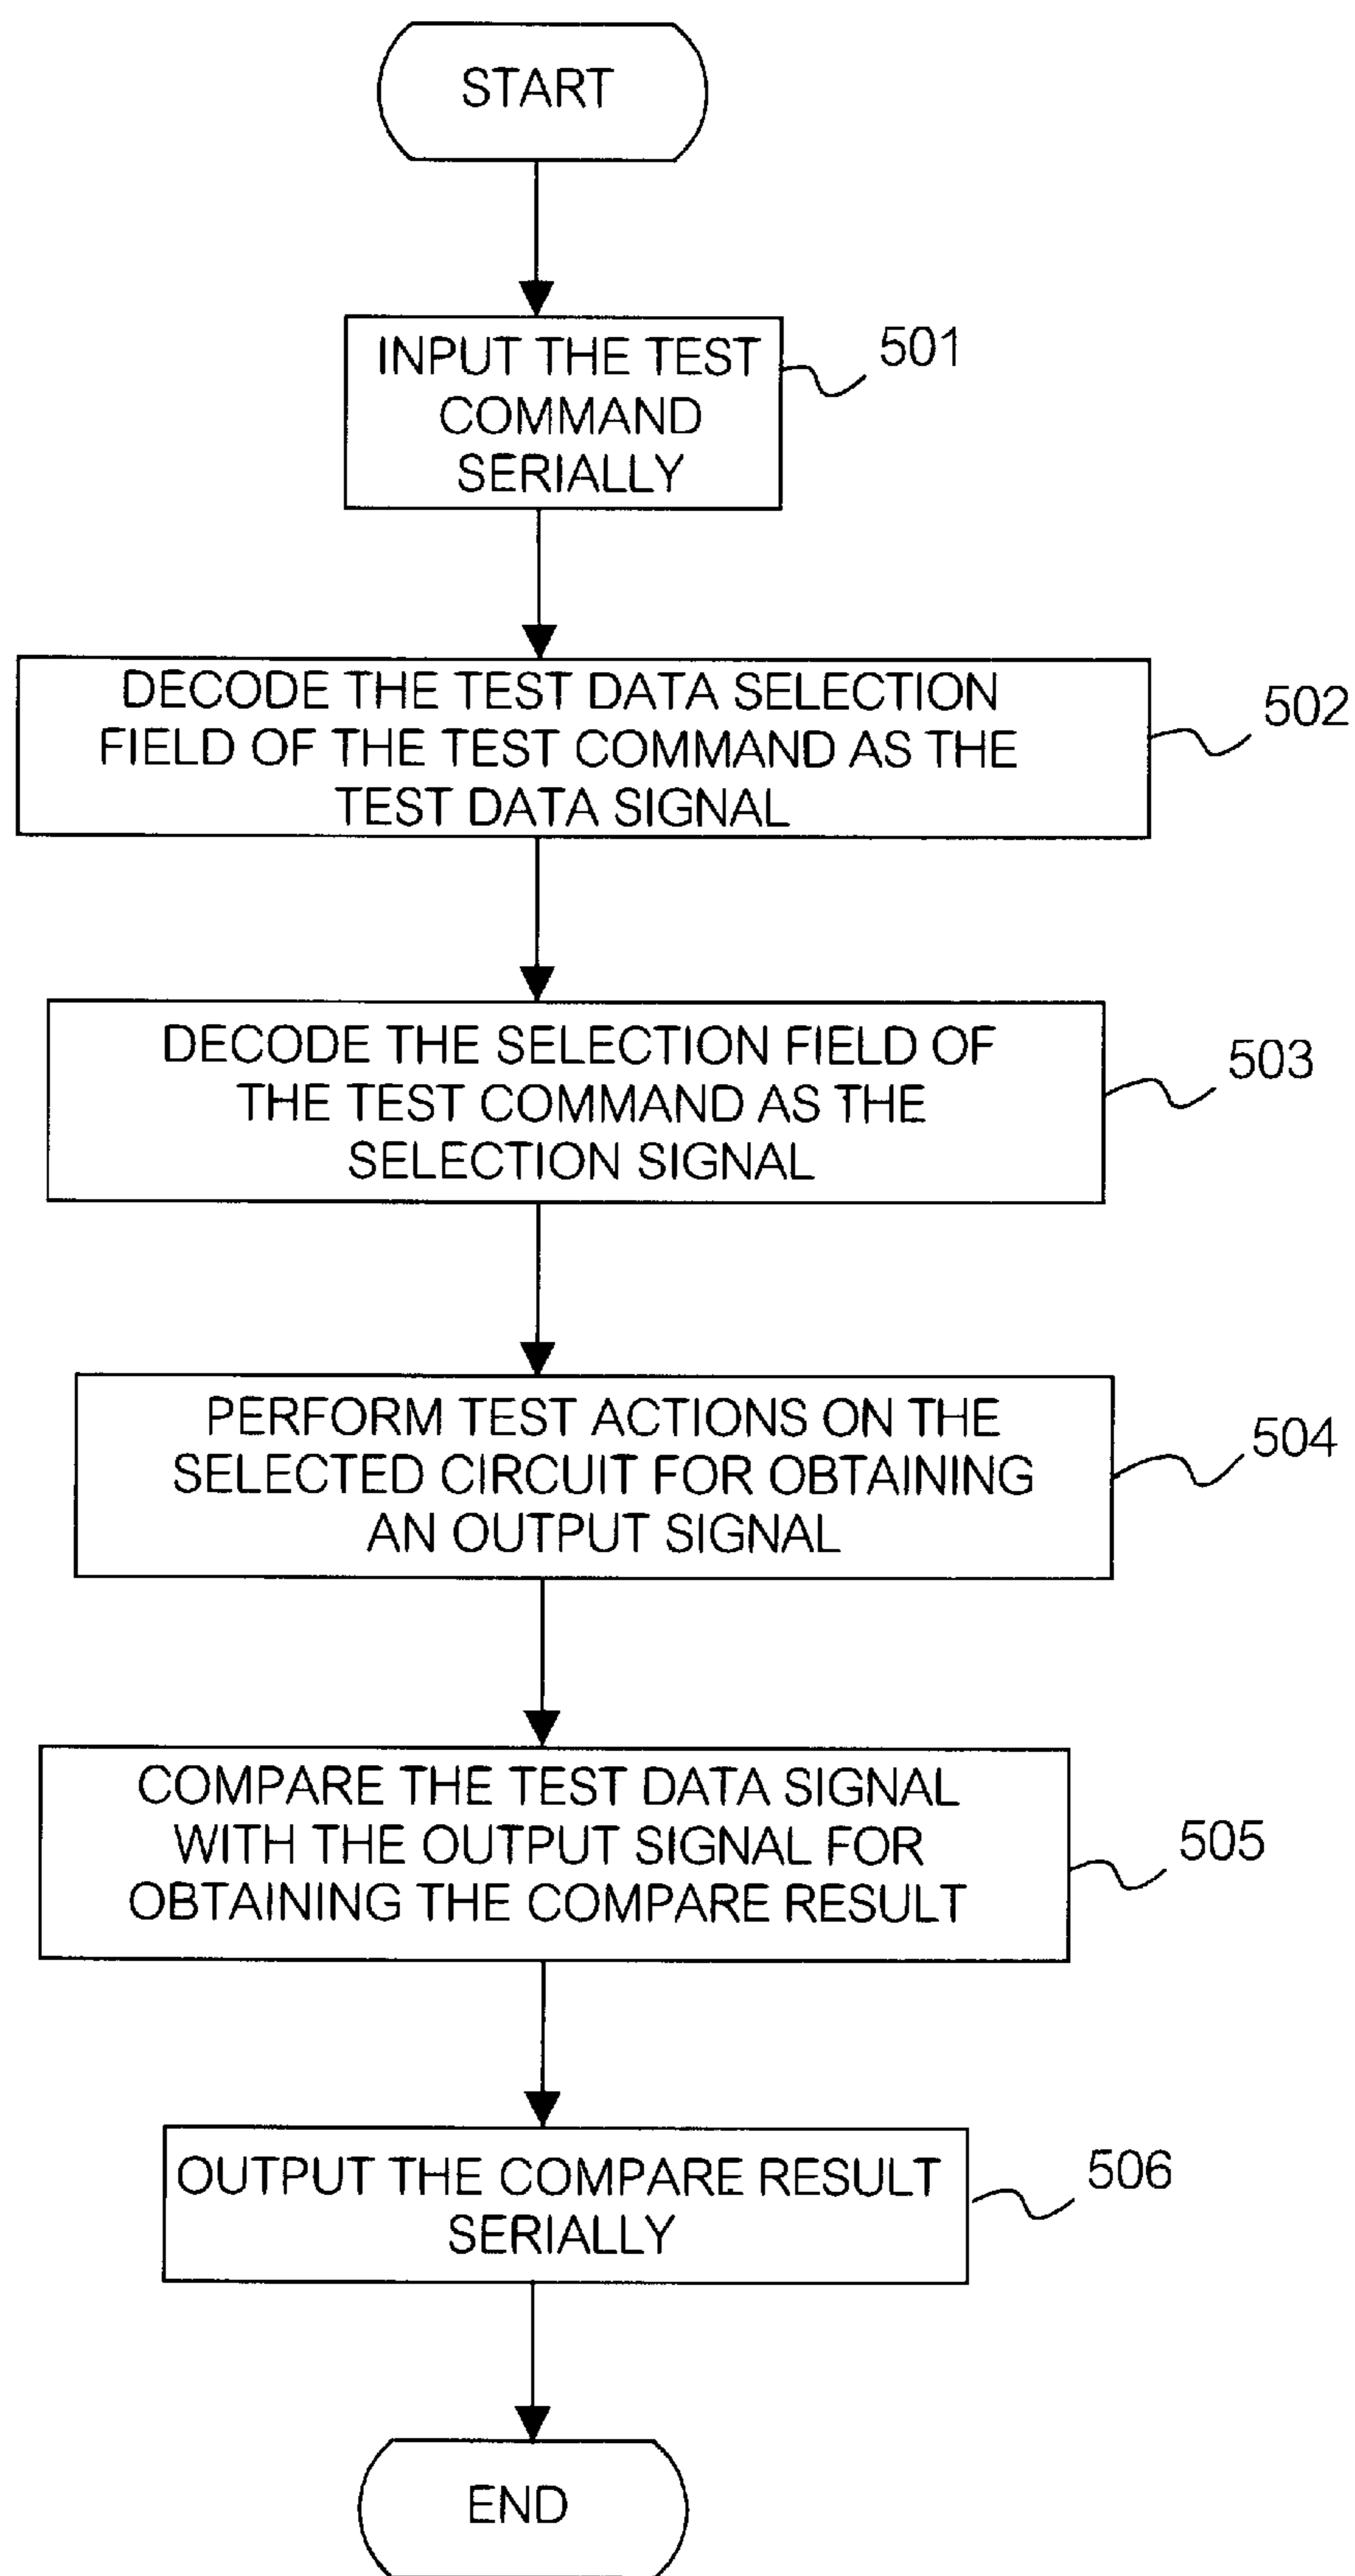 START
INPUT THE TEST
COMMAND
SERIALLY
501
DECODE THE TEST DATA SELECTION
FIELD OF THE TEST COMMAND AS THE
TEST DATA SIGNAL
502
DECODE THE SELECTION FIELD OF
THE TEST COMMAND AS THE
SELECTION SIGNAL
503
PERFORM TEST ACTIONS ON THE
SELECTED CIRCUIT FOR OBTAINING
AN OUTPUT SIGNAL
504
COMPARE THE TEST DATA SIGNAL
WITH THE OUTPUT SIGNAL FOR
OBTAINING THE COMPARE RESULT
505
OUTPUT THE COMPARE RESULT
SERIALLY
506
END